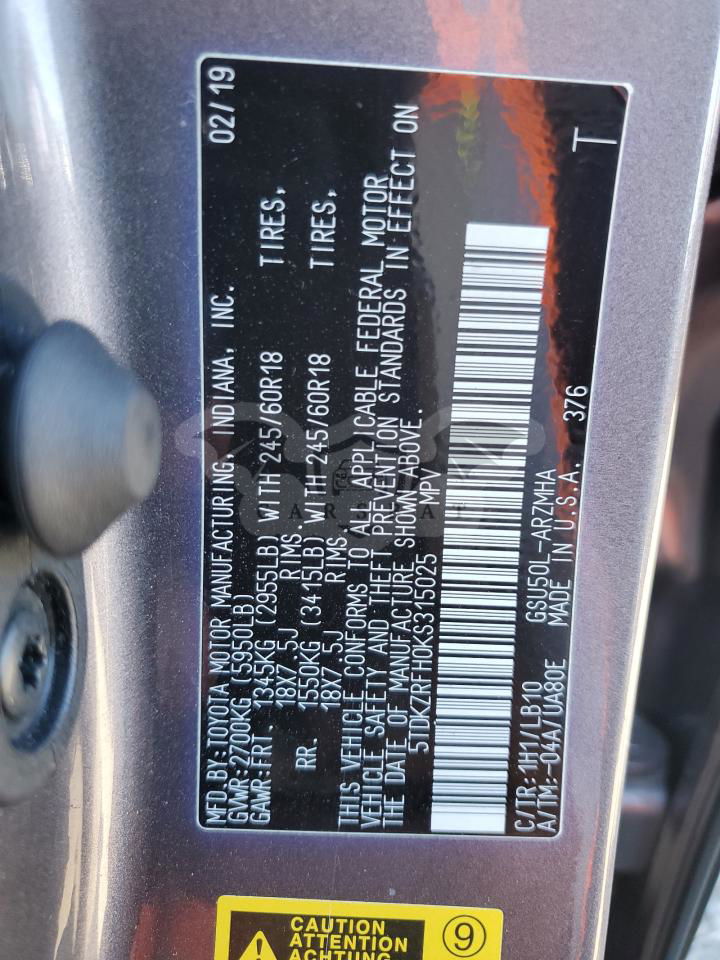 MFD.BY:TOYOTA MOTOR MANUFACTURING, INDIANA, INC. 02/19
GVWR:2700KG (5950LB)
GAWR:FRT. 1345KG (2955LB) WITH 245/60R18 TIRES,
18X7.5J RIMS.
RR. 1550KG (3415LB) WITH 245/60R18 TIRES,
18X7.5J RIMS.
THIS VEHICLE CONFORMS TO ALL APPLICABLE FEDERAL MOTOR
VEHICLE SAFETY AND THEFT PREVENTION STANDARDS IN EFFECT ON
THE DATE OF MANUFACTURE SHOWN ABOVE.
5TDKZRFH0KS315025 MPV
C/TR:1H1/LB10 GSU50L-ARZMHA
A/TM:-04A/UA80E MADE IN U.S.A. 376 T
CAUTION
ATTENTION
ACHTUNG
9